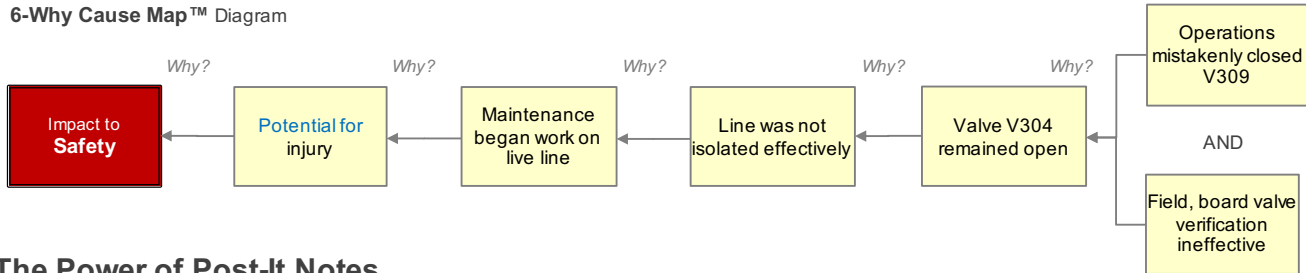 6-Why Cause Map™ Diagram
Why?
Why?
Why?
Why?
Why?
Impact to
Safety
Potential for
injury
Maintenance
began work on
live line
Line was not
isolated effectively
Valve V304
remained open
Operations
mistakenly closed
V309
AND
Field, board valve
verification
ineffective
The Power of Post-It Notes